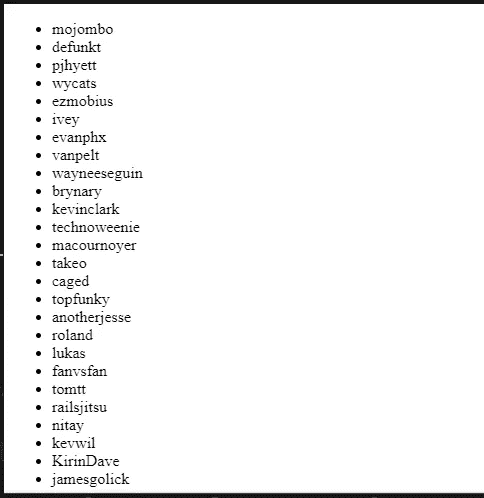 mojombo
defunkt
pjhyett
wycats
ezmobius
ivey
evanphx
vanpelt
wayneeseguin
brynary
kevinclark
technoweenie
macournoyer
takeo
caged
topfunky
anotherjesse
roland
lukas
fanvsfan
tomtt
railsjitsu
nitay
kevwil
KirinDave
jamesgolick